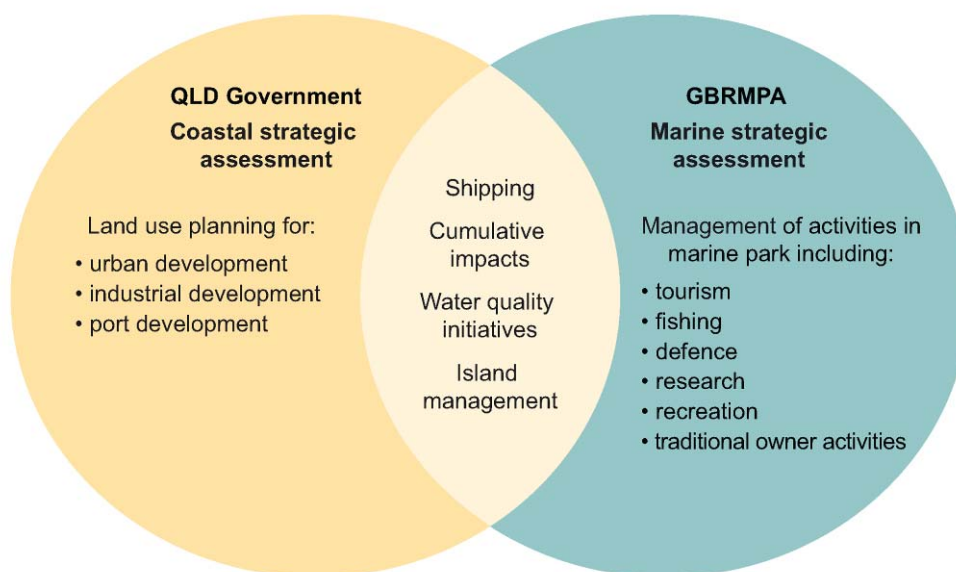 QLD Government
Coastal strategic
assessment
Land use planning for:
• urban development
• industrial development
• port development
Shipping
Cumulative
impacts
Water quality
initiatives
Island
management
GBRMPA
Marine strategic
assessment
Management of activities in
marine park including:
• tourism
• fishing
• defence
• research
• recreation
• traditional owner activities